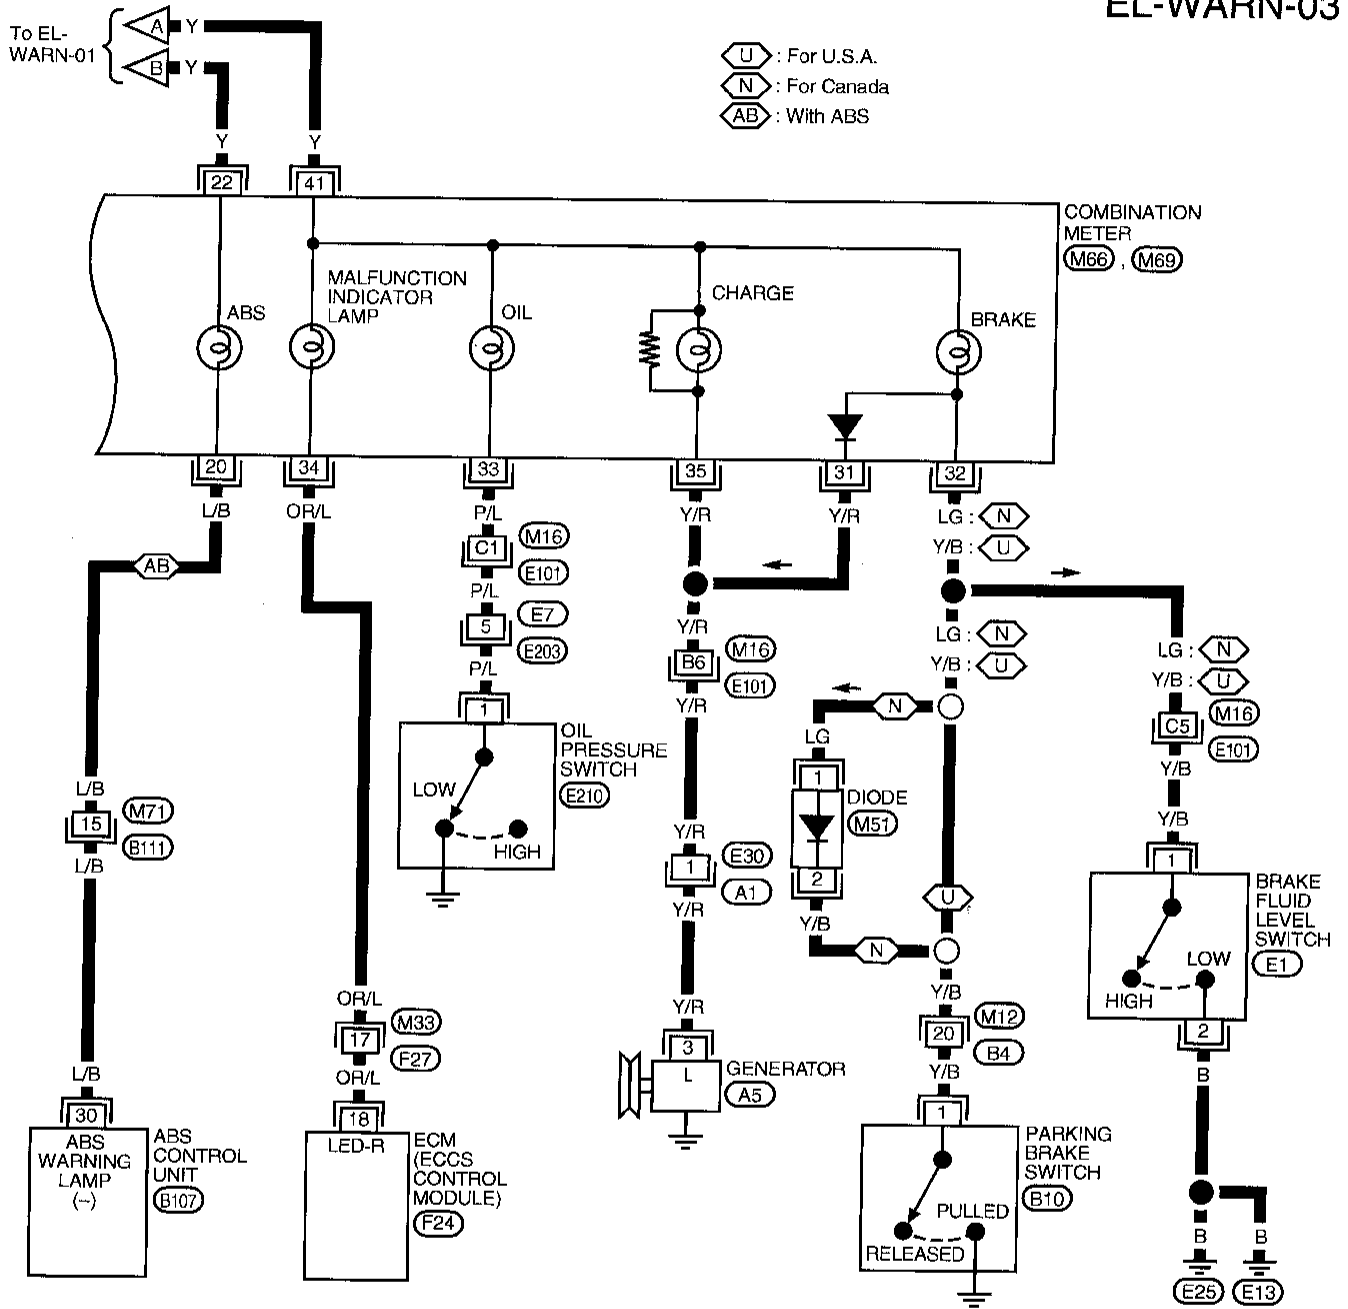 EL-WARN-03
To EL-
WARN-01
A Y
B Y
U : For U.S.A.
N : For Canada
AB : With ABS
Y Y
22 41
COMBINATION
METER
M66 , M69
MALFUNCTION
INDICATOR
LAMP
ABS
OIL
CHARGE
BRAKE
20 34 33 35 31 32
L/B OR/L P/L Y/R Y/R LG : N
Y/B : U
AB
C1 M16
E101
P/L
5 E7
E203
P/L
1
OIL
PRESSURE
SWITCH
E210
LOW
HIGH
Y/R
B6 M16
E101
Y/R
Y/R
1 E30
A1
Y/R
Y/R
3
L
GENERATOR
A5
LG : N
Y/B : U
N
LG
1
DIODE
M51
2
Y/B
N
U
Y/B
20 M12
B4
Y/B
1
PARKING
BRAKE
SWITCH
B10
PULLED
RELEASED
LG : N
Y/B : U
C5 M16
E101
Y/B
Y/B
1
BRAKE
FLUID
LEVEL
SWITCH
E1
LOW
HIGH
2
B
B B
E25 E13
L/B
15 M71
B111
L/B
L/B
30
ABS
WARNING
LAMP
(–)
ABS
CONTROL
UNIT
B107
OR/L
17 M33
F27
OR/L
18
LED-R
ECM
(ECCS
CONTROL
MODULE)
F24